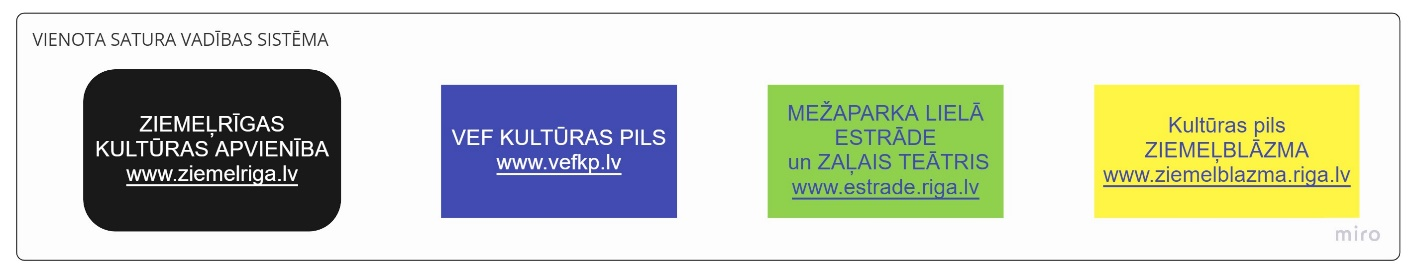 VIENOTA SATURA VADĪBAS SISTĒMA
ZIEMEĻRĪGAS
KULTŪRAS APVIENĪBA
www.ziemelriga.lv
VEF KULTŪRAS PILS
www.vefkp.lv
MEŽAPARKA LIELĀ
ESTRĀDE
un ZAĻAIS TEĀTRIS
www.estrade.riga.lv
Kultūras pils
ZIEMEĻBLĀZMA
www.ziemelblazma.riga.lv
miro